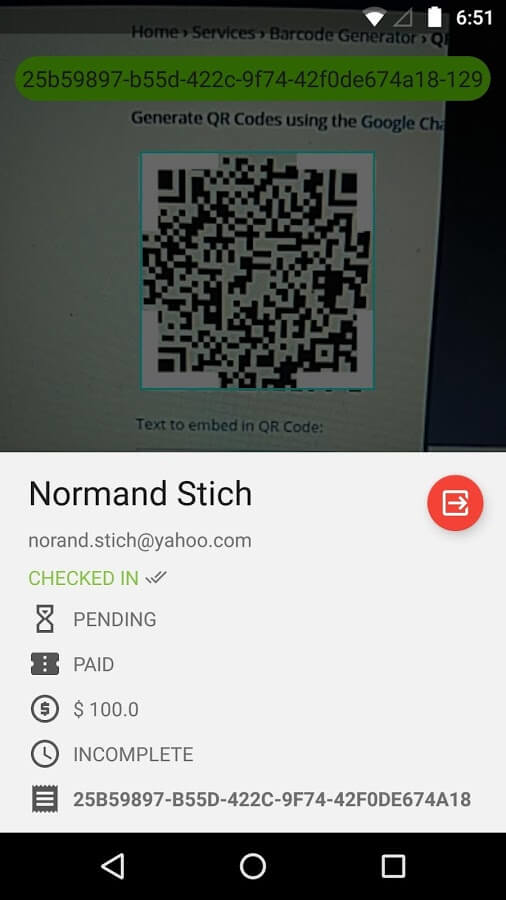 6:51
Home › Services › Barcode Generator ›
25b59897-b55d-422c-9f74-42f0de674a18-129
Generate QR Codes using the Google Cha
Text to embed in QR Code:
Normand Stich
norand.stich@yahoo.com
CHECKED IN
PENDING
PAID
$ 100.0
INCOMPLETE
25B59897-B55D-422C-9F74-42F0DE674A18